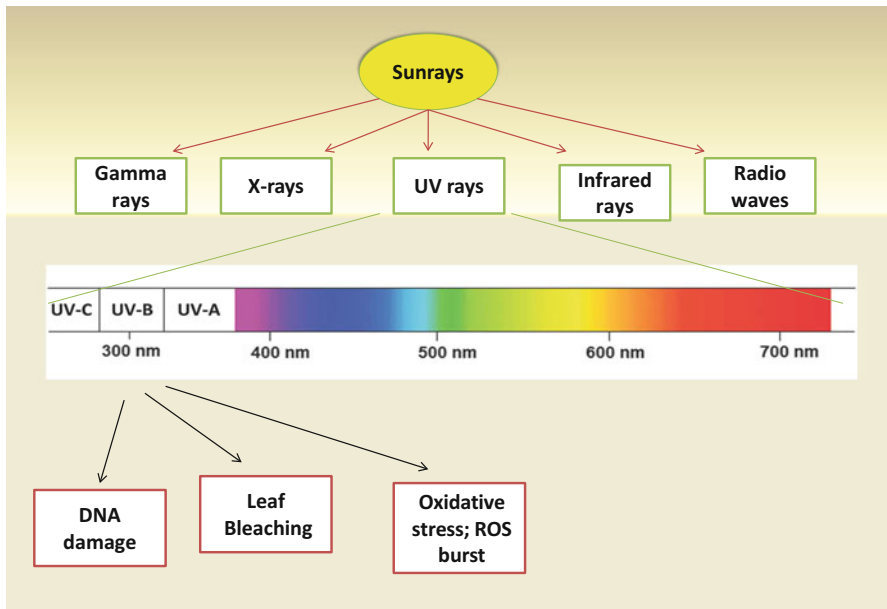 Sunrays
Gamma
rays
X-rays
UV rays
Infrared
rays
Radio
waves
UV-C
UV-B
UV-A
300 nm
400 nm
500 nm
600 nm
700 nm
DNA
damage
Leaf
Bleaching
Oxidative
stress; ROS
burst